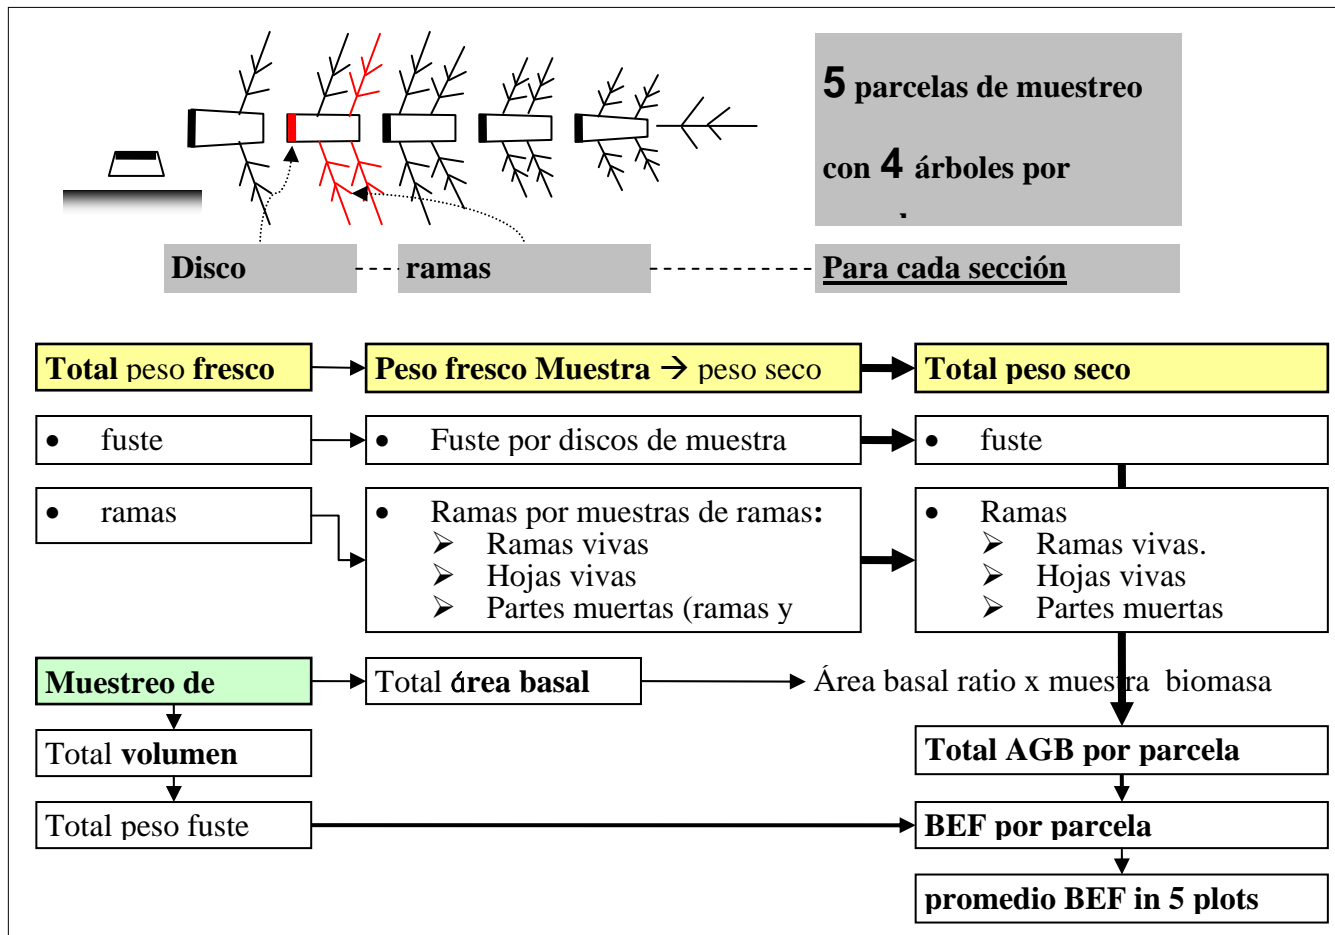 5 parcelas de muestreo
con 4 árboles por
Disco
ramas
Para cada sección
Total peso fresco
Peso fresco Muestra → peso seco
Total peso seco
• fuste
• Fuste por discos de muestra
• fuste
• ramas
• Ramas por muestras de ramas:
➢ Ramas vivas
➢ Hojas vivas
➢ Partes muertas (ramas y
• Ramas
➢ Ramas vivas.
➢ Hojas vivas
➢ Partes muertas
Muestreo de
Total área basal
Área basal ratio x muestra biomasa
Total volumen
Total AGB por parcela
Total peso fuste
BEF por parcela
promedio BEF in 5 plots